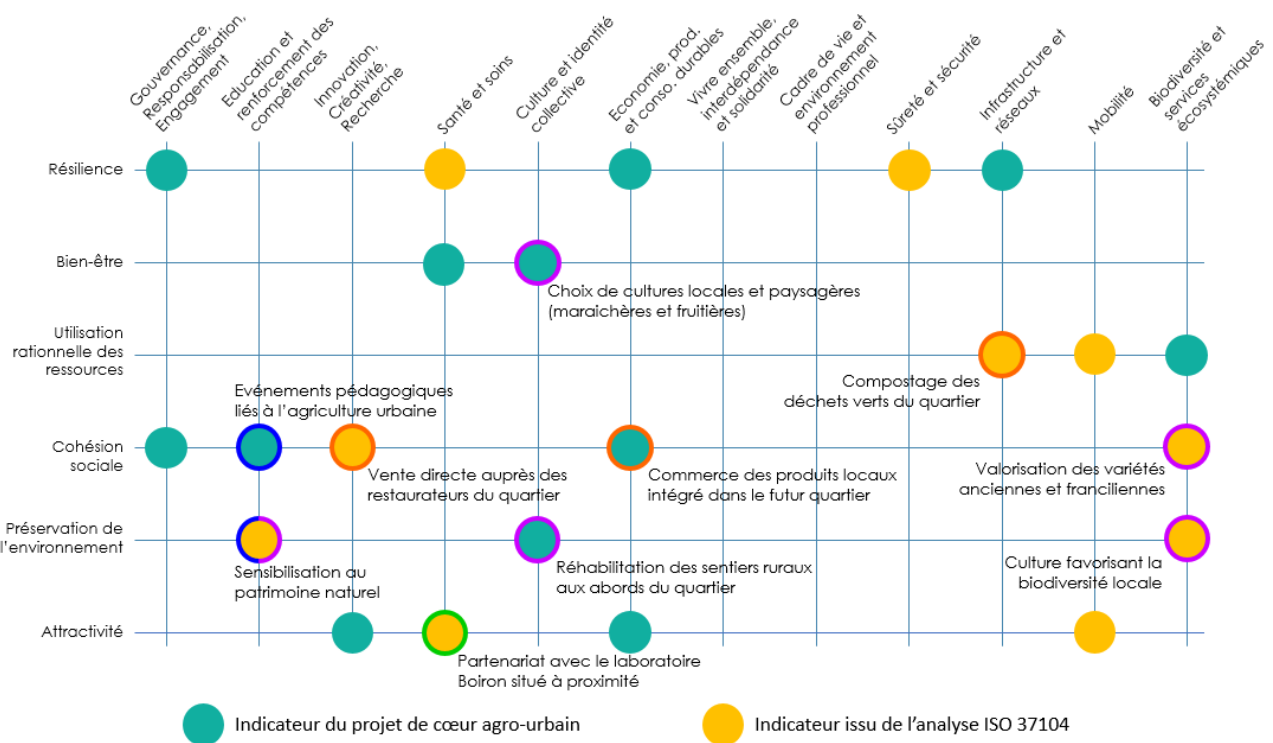 Gouvernance,
Responsabilisation,
Engagement
Education et
renforcement des
compétences
Innovation,
Créativité,
Recherche
Santé et soins
Culture et identité
collective
Economie, prod.
et conso. durables
Vivre ensemble,
interdépendance
et solidarité
Cadre de vie et
environnement
professionnel
Sûreté et sécurité
Infrastructure et
réseaux
Mobilité
Biodiversité et
services
écosystémiques
Résilience
Bien-être
Choix de cultures locales et paysagères
(maraichères et fruitières)
Utilisation
rationnelle des
ressources
Compostage des
déchets verts du quartier
Evénements pédagogiques
liés à l'agriculture urbaine
Cohésion
sociale
Vente directe auprès des
restaurateurs du quartier
Commerce des produits locaux
intégré dans le futur quartier
Valorisation des variétés
anciennes et franciliennes
Préservation de
l'environnement
Sensibilisation au
patrimoine naturel
Réhabilitation des sentiers ruraux
aux abords du quartier
Culture favorisant la
biodiversité locale
Attractivité
Partenariat avec le laboratoire
Boiron situé à proximité
Indicateur du projet de cœur agro-urbain
Indicateur issu de l'analyse ISO 37104